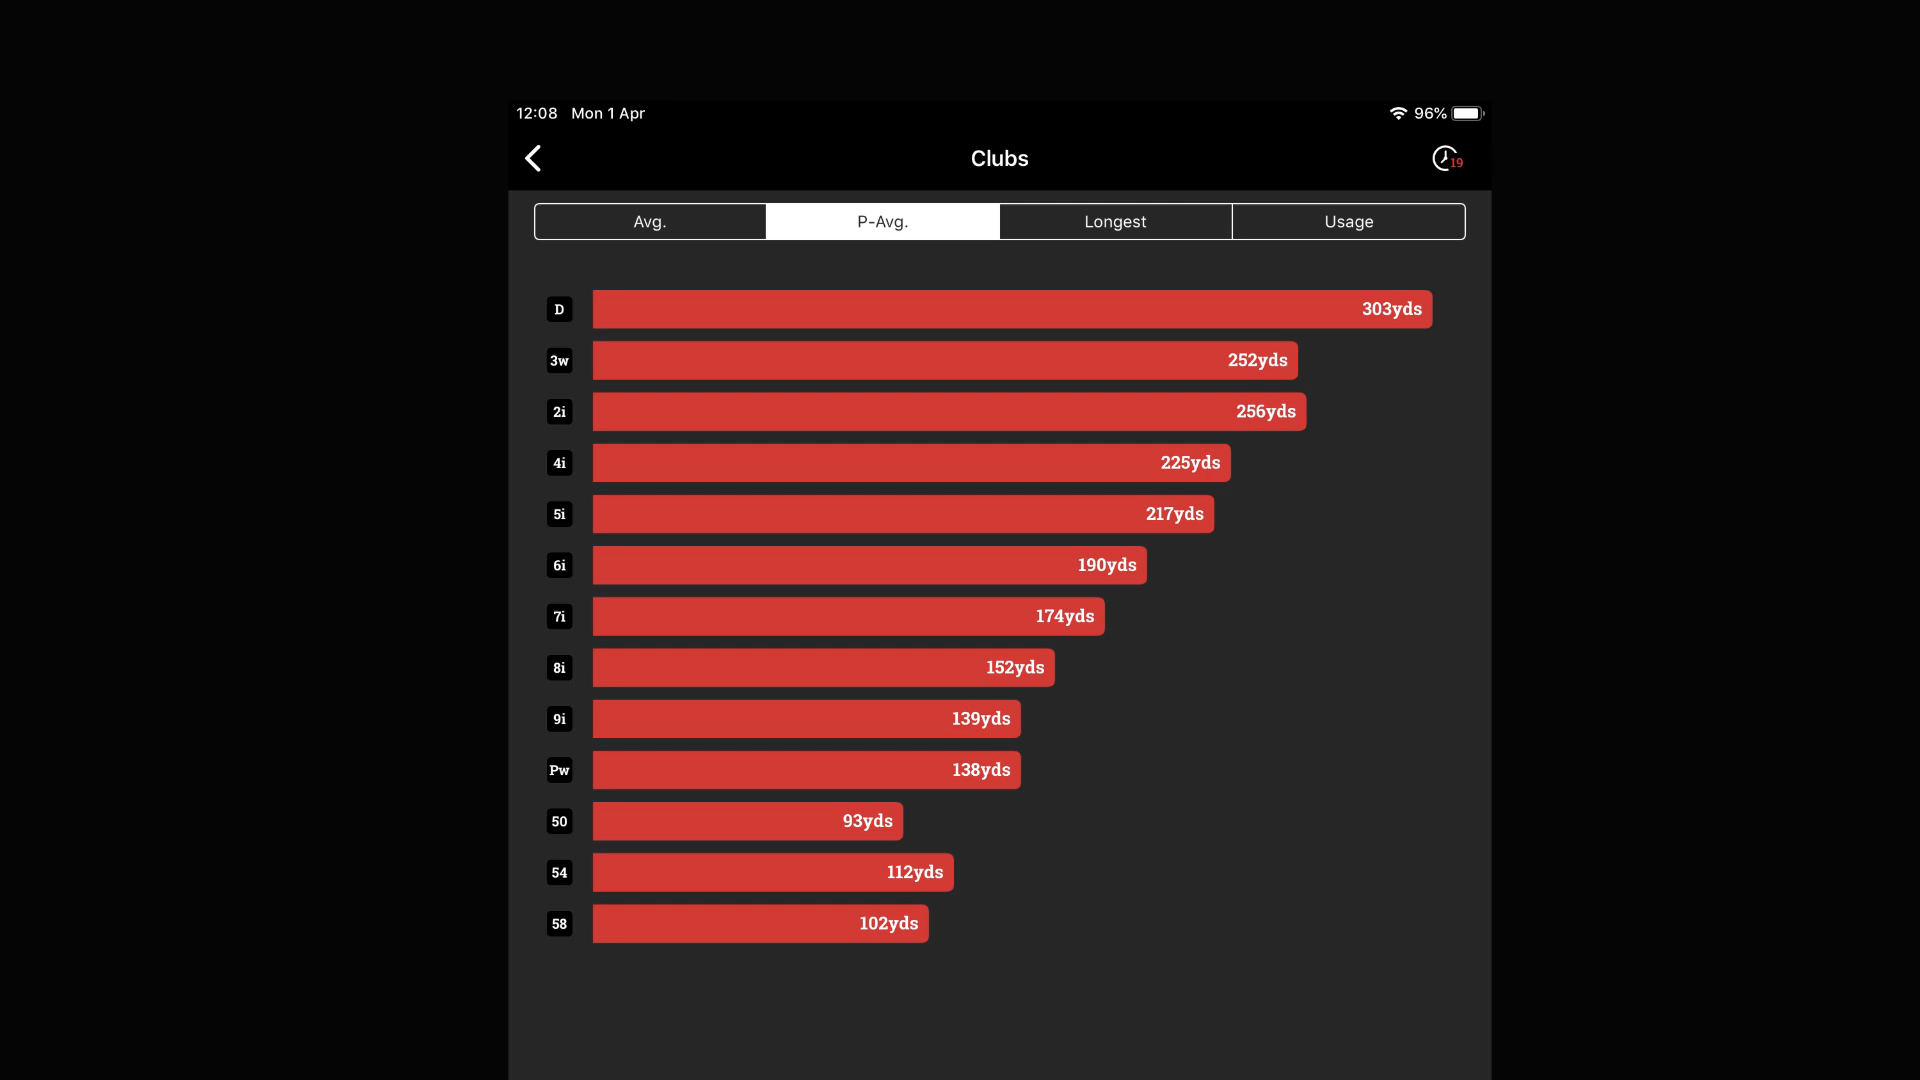 12:08 Mon 1 Apr 96%
Clubs
19
Avg. P-Avg. Longest Usage
D 303yds
3w 252yds
2i 256yds
4i 225yds
5i 217yds
6i 190yds
7i 174yds
8i 152yds
9i 139yds
Pw 138yds
50 93yds
54 112yds
58 102yds